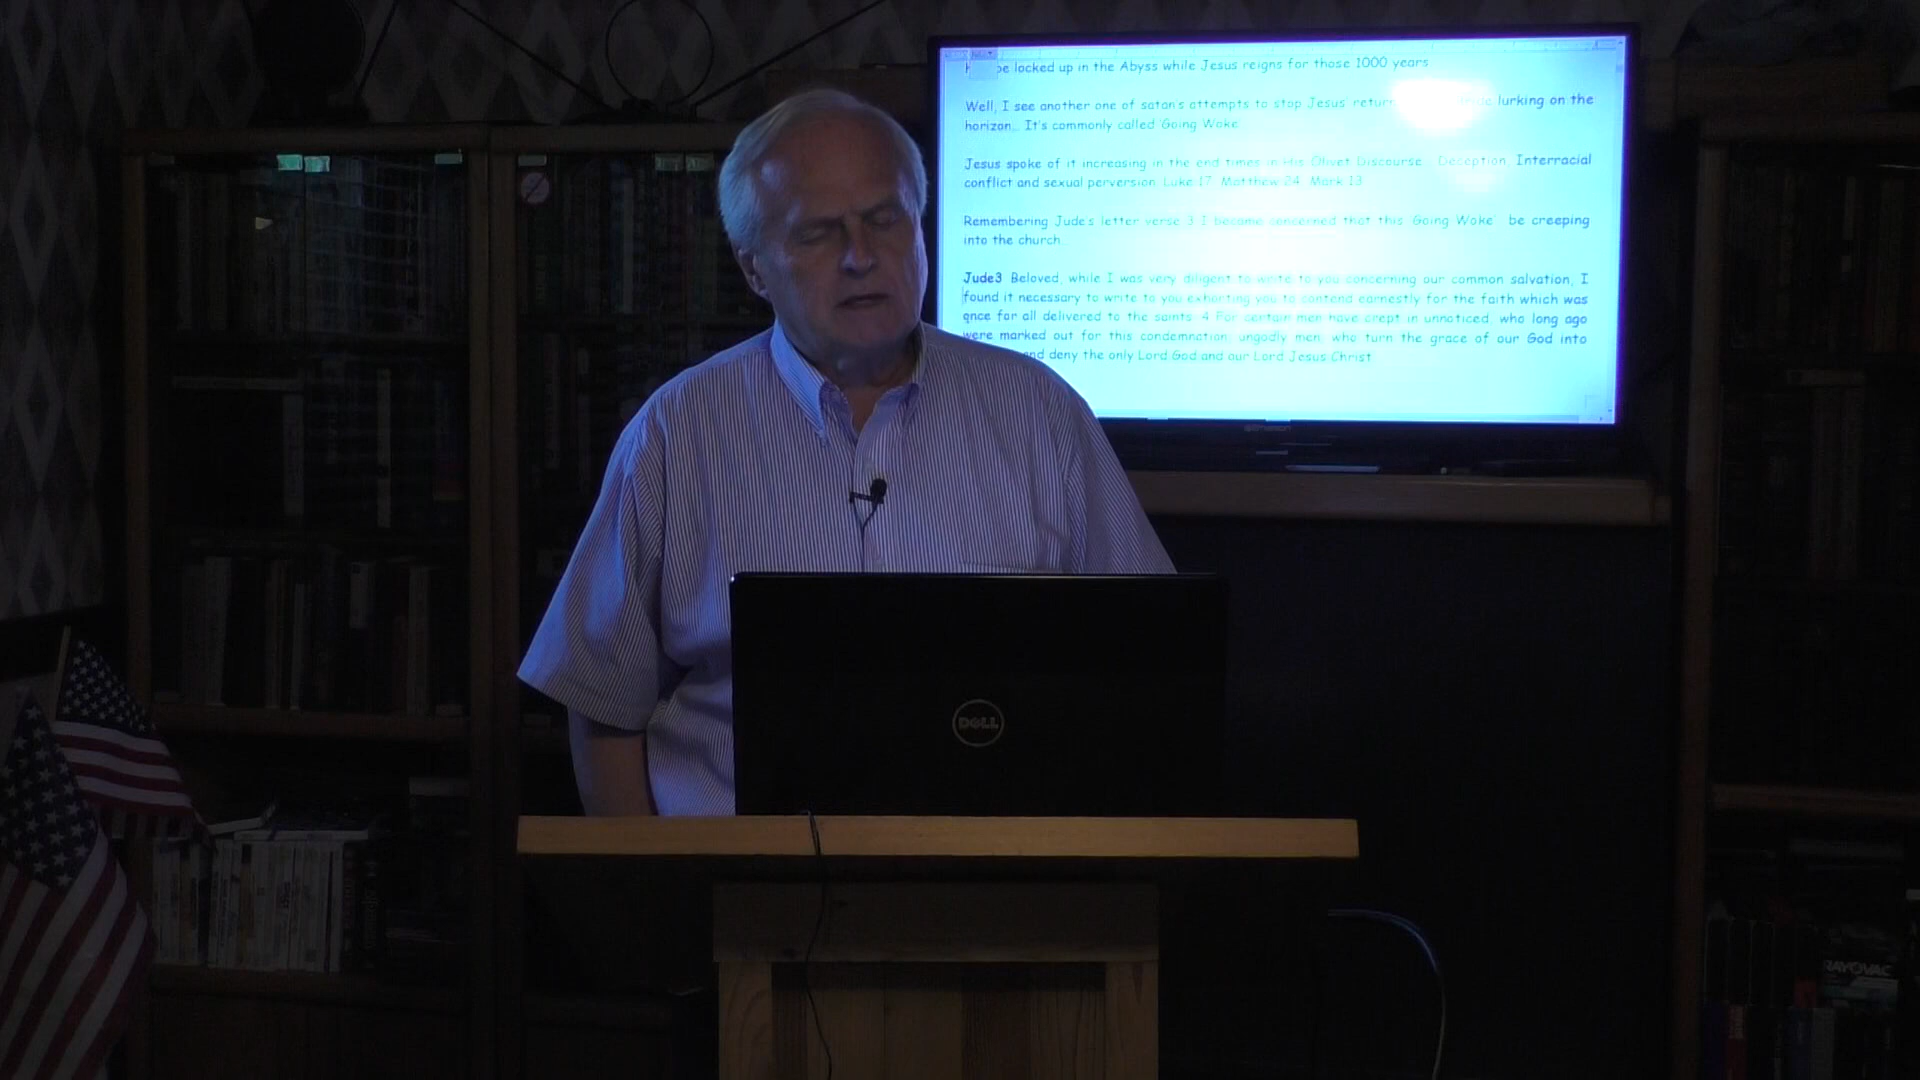 be locked up in the Abyss while Jesus reigns for those 1000 years
Well, I see another one of satan's attempts to stop Jesus' return lurking on the
horizon... It's commonly called 'Going Woke'
Jesus spoke of it increasing in the end times in His Olivet Discourse... Deception, Interracial
conflict and sexual perversion. Luke 17, Matthew 24, Mark 13
Remembering Jude's letter verse 3 I became concerned that this 'Going Woke' be creeping
into the church...
Jude3 Beloved, while I was very diligent to write to you concerning our common salvation, I
found it necessary to write to you exhorting you to contend earnestly for the faith which was
once for all delivered to the saints. 4 For certain men have crept in unnoticed, who long ago
were marked out for this condemnation, ungodly men, who turn the grace of our God into
and deny the only Lord God and our Lord Jesus Christ.
DELL
RAYOVAC